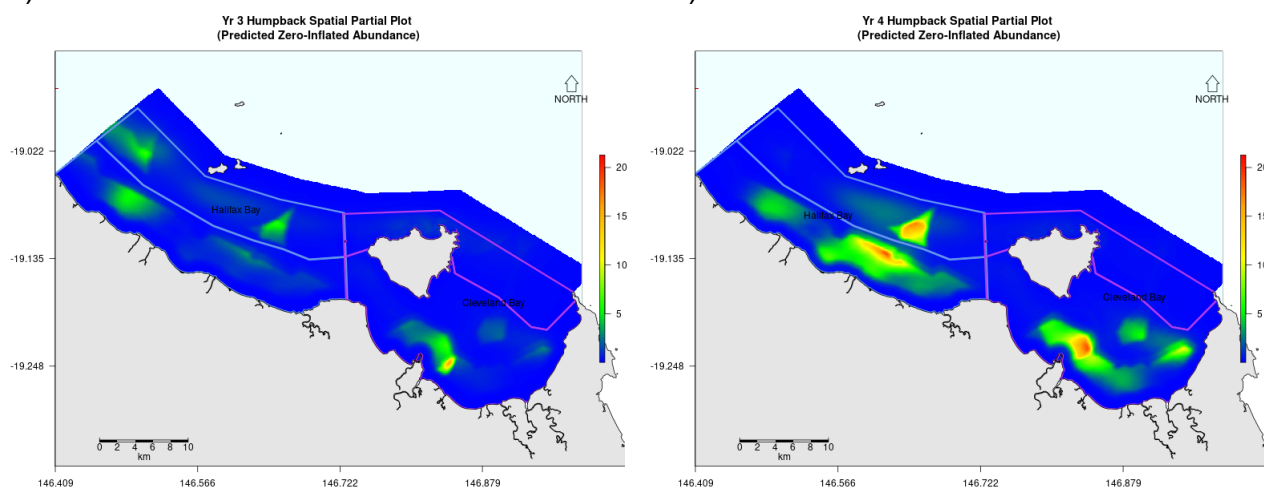 Yr 3 Humpback Spatial Partial Plot
(Predicted Zero-Inflated Abundance)
NORTH
-19.022
-19.135
-19.248
Halifax Bay
Cleveland Bay
20
15
10
5
0 2 4 6 8 10
km
146.409 146.566 146.722 146.879
Yr 4 Humpback Spatial Partial Plot
(Predicted Zero-Inflated Abundance)
NORTH
-19.022
-19.135
-19.248
Halifax Bay
Cleveland Bay
20
15
10
5
0 2 4 6 8 10
km
146.409 146.566 146.722 146.879